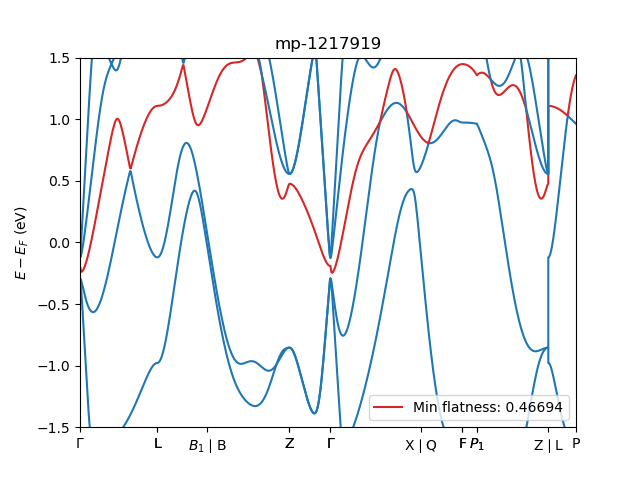 mp-1217919
E − E_F (eV)
1.5
1.0
0.5
0.0
−0.5
−1.0
−1.5
Min flatness: 0.46694
Γ L B₁ | B Z Γ X | Q F P₁ Z | L P